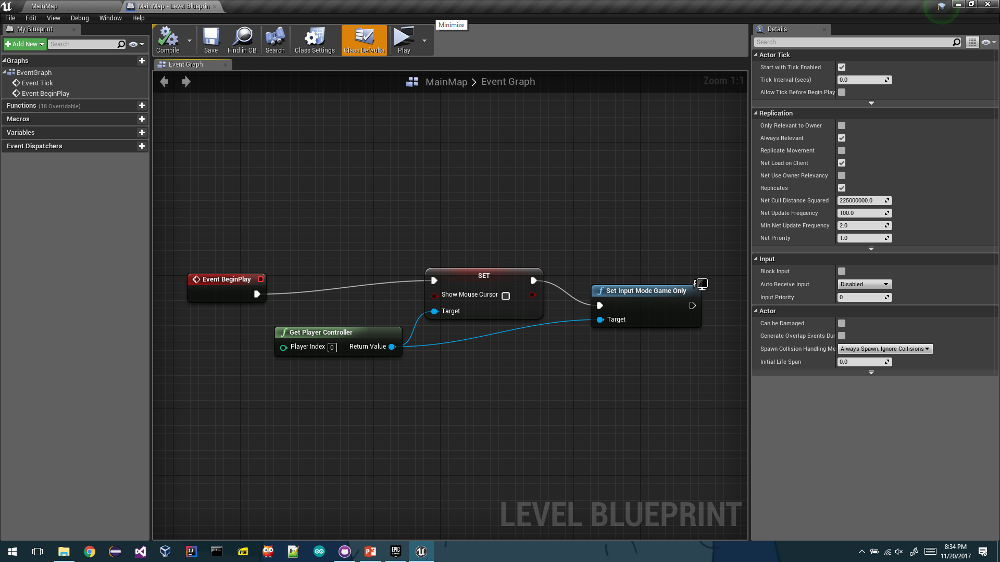 MainMap
MainMap - Level Blueprin
File Edit View Debug Window Help
Minimize
My Blueprint
Add New
Search
Compile
Save
Find in CB
Search
Class Settings
Class Defaults
Play
Details
Search
Graphs
EventGraph
Event Tick
Event BeginPlay
Functions (18 Overridable)
Macros
Variables
Event Dispatchers
Event Graph
MainMap > Event Graph
Zoom 1:1
Event BeginPlay
SET
Show Mouse Cursor
Target
Get Player Controller
Player Index 0 Return Value
Set Input Mode Game Only
Target
LEVEL BLUEPRINT
Actor Tick
Start with Tick Enabled
Tick Interval (secs) 0.0
Allow Tick Before Begin Play
Replication
Only Relevant to Owner
Always Relevant
Replicate Movement
Net Load on Client
Net Use Owner Relevancy
Replicates
Net Cull Distance Squared 225000000.0
Net Update Frequency 100.0
Min Net Update Frequency 2.0
Net Priority 1.0
Input
Block Input
Auto Receive Input Disabled
Input Priority 0
Actor
Can be Damaged
Generate Overlap Events Dur
Spawn Collision Handling Me Always Spawn, Ignore Collisions
Initial Life Span 0.0
PDF
EPIC GAMES
8:34 PM
11/20/2017